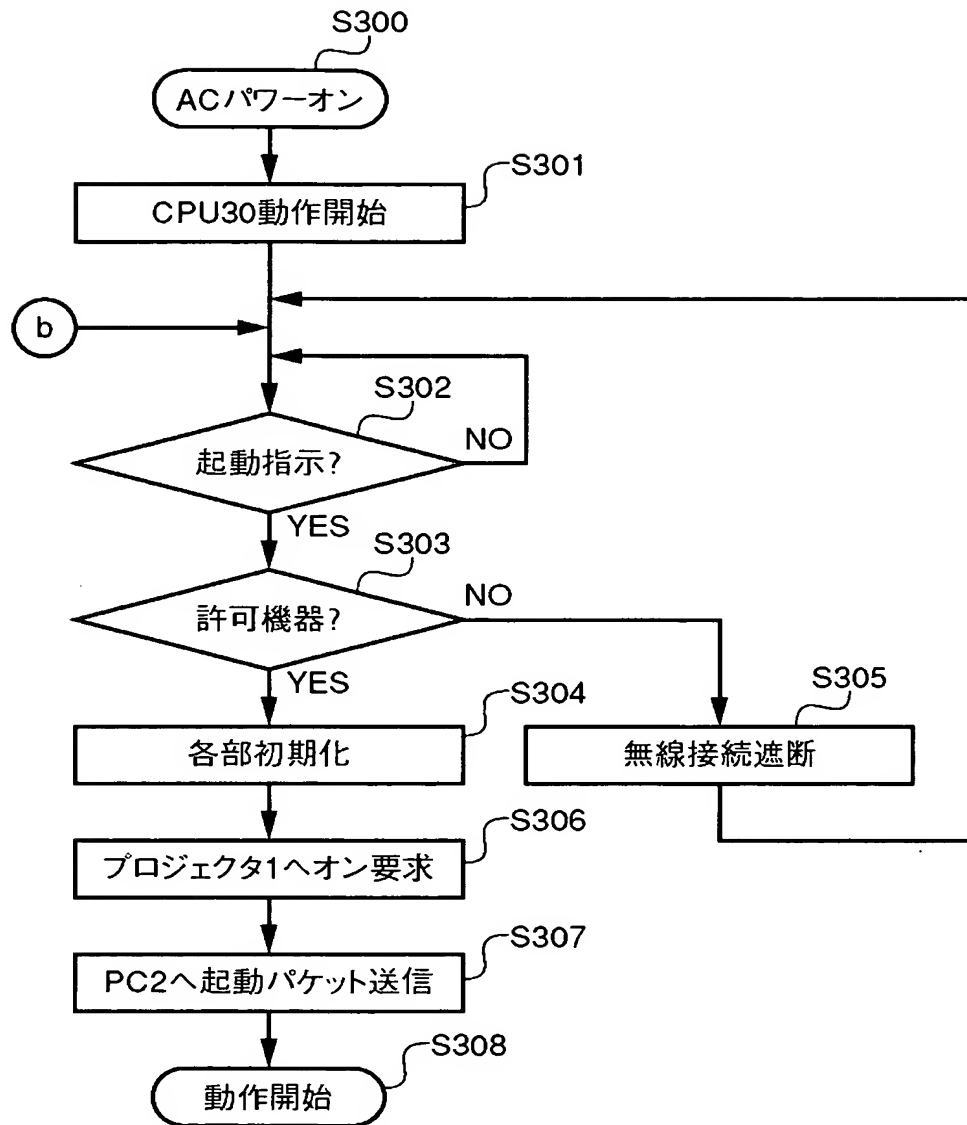 S300
ACパワーオン
S301
CPU30動作開始
b
S302
起動指示?
NO
YES
S303
許可機器?
NO
YES
S304
各部初期化
S305
無線接続遮断
S306
プロジェクタ1へオン要求
S307
PC2へ起動パケット送信
S308
動作開始